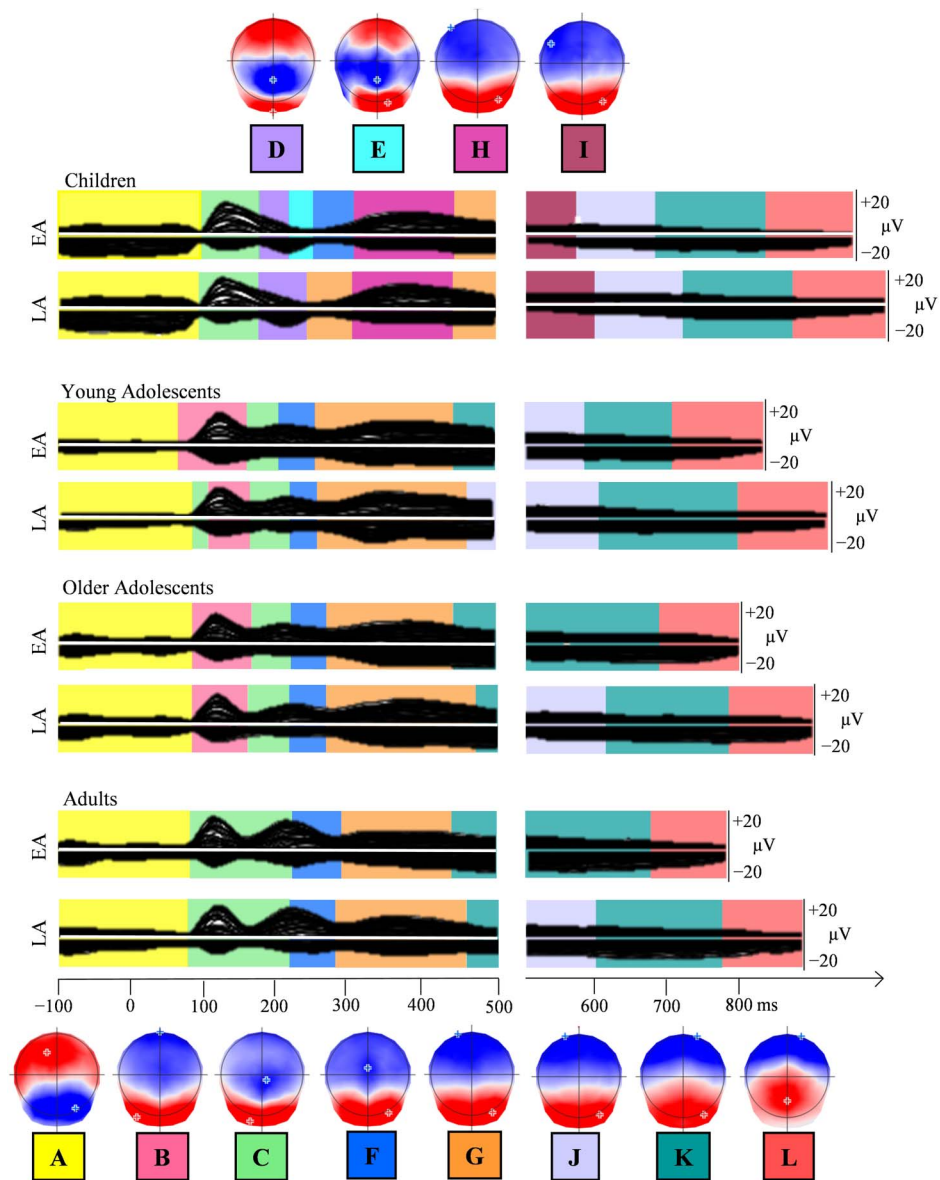 D E H I
Children
EA
+20
µV
−20
LA
+20
µV
−20
Young Adolescents
EA
+20
µV
−20
LA
+20
µV
−20
Older Adolescents
EA
+20
µV
−20
LA
+20
µV
−20
Adults
EA
+20
µV
−20
LA
+20
µV
−20
−100 0 100 200 300 400 500 600 700 800 ms
A B C F G J K L